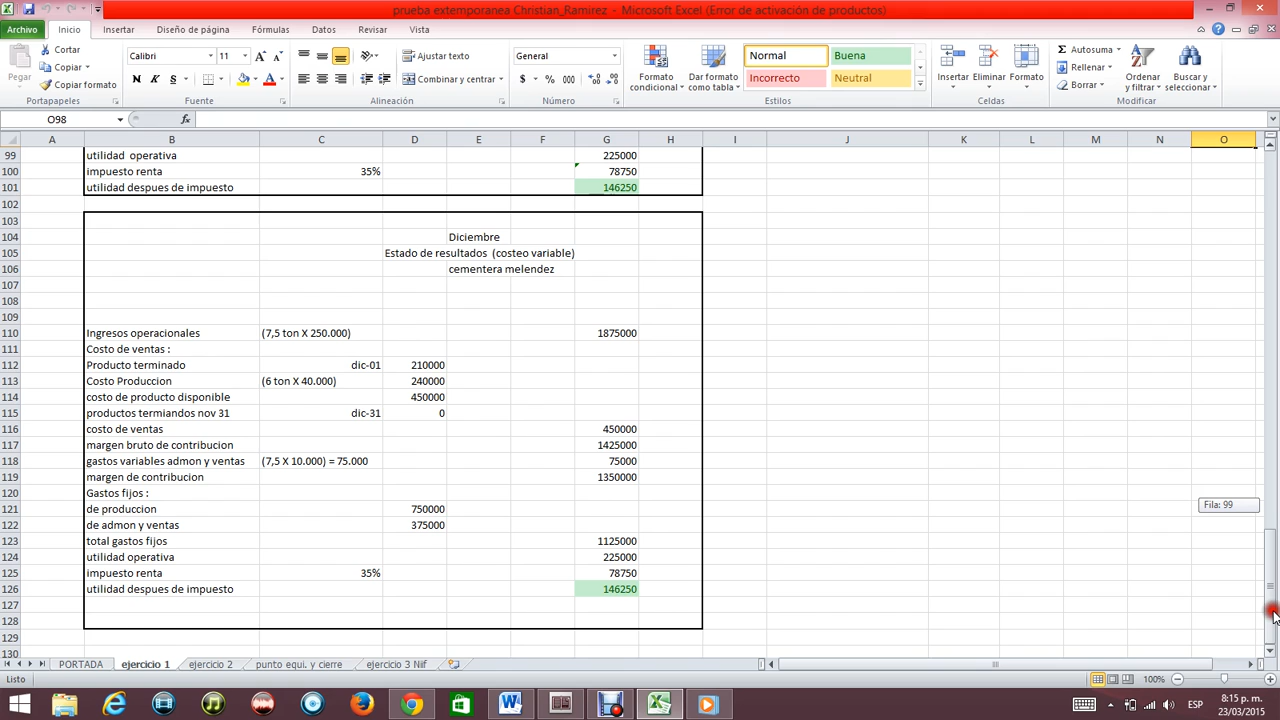 prueba extemporanea Christian_Ramirez - Microsoft Excel (Error de activación de productos)
Archivo Inicio Insertar Diseño de página Fórmulas Datos Revisar Vista
Pegar
Cortar
Copiar
Copiar formato
Portapapeles
Calibri 11
N K S
Fuente
Ajustar texto
Combinar y centrar
Alineación
General
$ % 000
Número
Formato condicional
Dar formato como tabla
Normal Buena
Incorrecto Neutral
Estilos
Insertar Eliminar Formato
Celdas
Autosuma
Rellenar
Borrar
Ordenar y filtrar
Buscar y seleccionar
Modificar
O98 fx
A B C D E F G H I J K L M N O
99 utilidad operativa 225000
100 impuesto renta 35% 78750
101 utilidad despues de impuesto 146250
102
103
104 Diciembre
105 Estado de resultados (costeo variable)
106 cementera melendez
107
108
109
110 Ingresos operacionales (7,5 ton X 250.000) 1875000
111 Costo de ventas :
112 Producto terminado dic-01 210000
113 Costo Produccion (6 ton X 40.000) 240000
114 costo de producto disponible 450000
115 productos termiandos nov 31 dic-31 0
116 costo de ventas 450000
117 margen bruto de contribucion 1425000
118 gastos variables admon y ventas (7,5 X 10.000) = 75.000 75000
119 margen de contribucion 1350000
120 Gastos fijos :
121 de produccion 750000
122 de admon y ventas 375000
123 total gastos fijos 1125000
124 utilidad operativa 225000
125 impuesto renta 35% 78750
126 utilidad despues de impuesto 146250
127
128
129
130
Fila: 99
PORTADA ejercicio 1 ejercicio 2 punto equi. y cierre ejercicio 3 Niif
Listo 100%
ESP
8:15 p. m.
23/03/2015